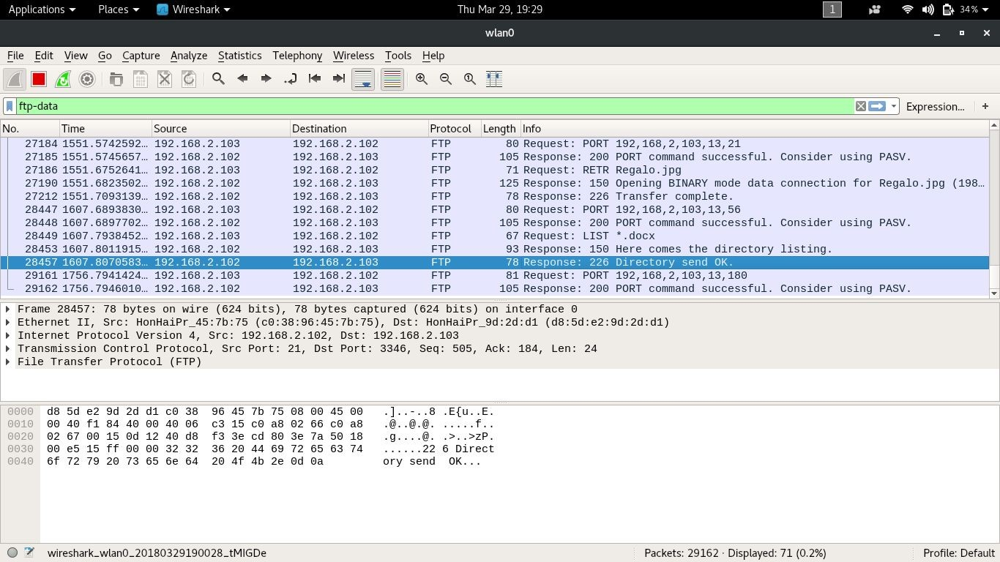 Applications Places Wireshark Thu Mar 29, 19:29 1 34%
wlan0
File Edit View Go Capture Analyze Statistics Telephony Wireless Tools Help
ftp-data Expression… +
No. Time Source Destination Protocol Length Info
27184 1551.5742592… 192.168.2.103 192.168.2.102 FTP 80 Request: PORT 192,168,2,103,13,21
27185 1551.5745657… 192.168.2.102 192.168.2.103 FTP 105 Response: 200 PORT command successful. Consider using PASV.
27186 1551.6752641… 192.168.2.103 192.168.2.102 FTP 71 Request: RETR Regalo.jpg
27190 1551.6823502… 192.168.2.102 192.168.2.103 FTP 125 Response: 150 Opening BINARY mode data connection for Regalo.jpg (198…
27212 1551.7093139… 192.168.2.102 192.168.2.103 FTP 78 Response: 226 Transfer complete.
28447 1607.6893830… 192.168.2.103 192.168.2.102 FTP 80 Request: PORT 192,168,2,103,13,56
28448 1607.6897702… 192.168.2.102 192.168.2.103 FTP 105 Response: 200 PORT command successful. Consider using PASV.
28449 1607.7938452… 192.168.2.103 192.168.2.102 FTP 67 Request: LIST *.docx
28453 1607.8011915… 192.168.2.102 192.168.2.103 FTP 93 Response: 150 Here comes the directory listing.
28457 1607.8070583… 192.168.2.102 192.168.2.103 FTP 78 Response: 226 Directory send OK.
29161 1756.7941424… 192.168.2.103 192.168.2.102 FTP 81 Request: PORT 192,168,2,103,13,180
29162 1756.7946010… 192.168.2.102 192.168.2.103 FTP 105 Response: 200 PORT command successful. Consider using PASV.
Frame 28457: 78 bytes on wire (624 bits), 78 bytes captured (624 bits) on interface 0
Ethernet II, Src: HonHaiPr_45:7b:75 (c0:38:96:45:7b:75), Dst: HonHaiPr_9d:2d:d1 (d8:5d:e2:9d:2d:d1)
Internet Protocol Version 4, Src: 192.168.2.102, Dst: 192.168.2.103
Transmission Control Protocol, Src Port: 21, Dst Port: 3346, Seq: 505, Ack: 184, Len: 24
File Transfer Protocol (FTP)
0000 d8 5d e2 9d 2d d1 c0 38 96 45 7b 75 08 00 45 00 .]..-..8 .E{u..E.
0010 00 40 f1 84 40 00 40 06 c3 15 c0 a8 02 66 c0 a8 .@..@.@. .....f..
0020 02 67 00 15 0d 12 40 d8 f3 3e cd 80 3e 7a 50 18 .g....@. .>..>zP.
0030 00 e5 15 ff 00 00 32 32 36 20 44 69 72 65 63 74 ......22 6 Direct
0040 6f 72 79 20 73 65 6e 64 20 4f 4b 2e 0d 0a ory send OK...
wireshark_wlan0_20180329190028_tMIGDe Packets: 29162 · Displayed: 71 (0.2%) Profile: Default